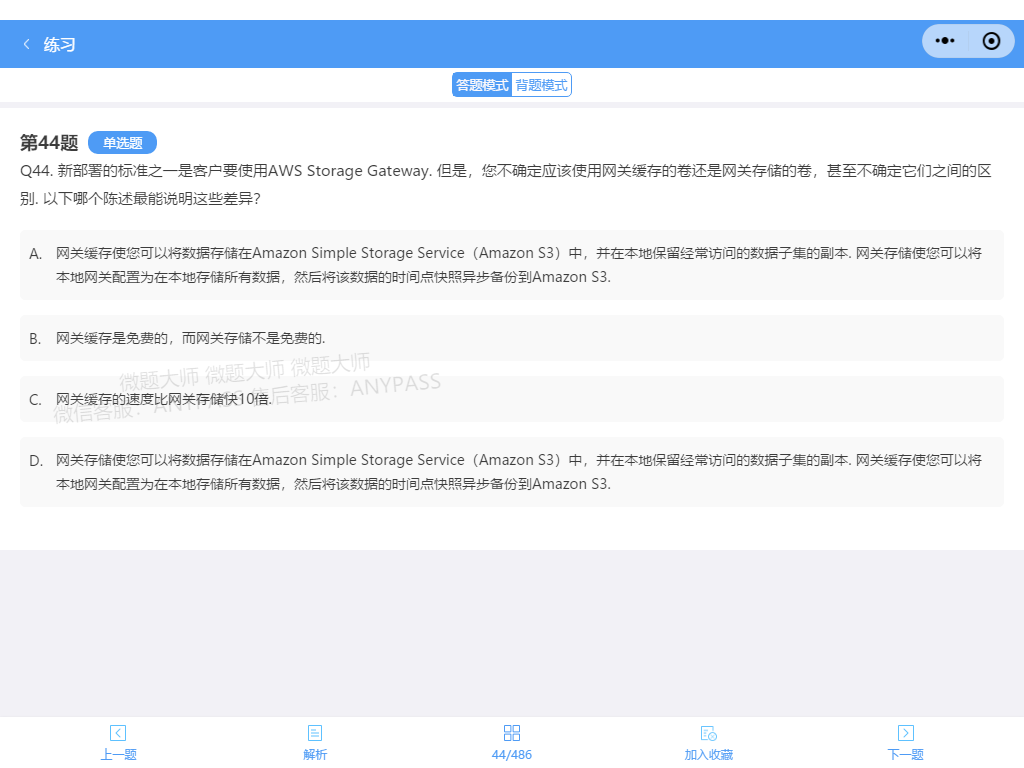 练习
答题模式 背题模式
第44题 单选题
Q44. 新部署的标准之一是客户要使用AWS Storage Gateway. 但是，您不确定应该使用网关缓存的卷还是网关存储的卷，甚至不确定它们之间的区
别. 以下哪个陈述最能说明这些差异?
A. 网关缓存使您可以将数据存储在Amazon Simple Storage Service（Amazon S3）中，并在本地保留经常访问的数据子集的副本. 网关存储使您可以将
本地网关配置为在本地存储所有数据，然后将该数据的时间点快照异步备份到Amazon S3.
B. 网关缓存是免费的，而网关存储不是免费的.
微题大师 微题大师 微题大师
微信客服：ANYPASS 售后客服：ANYPASS
C. 网关缓存的速度比网关存储快10倍.
D. 网关存储使您可以将数据存储在Amazon Simple Storage Service（Amazon S3）中，并在本地保留经常访问的数据子集的副本. 网关缓存使您可以将
本地网关配置为在本地存储所有数据，然后将该数据的时间点快照异步备份到Amazon S3.
上一题 解析 44/486 加入收藏 下一题